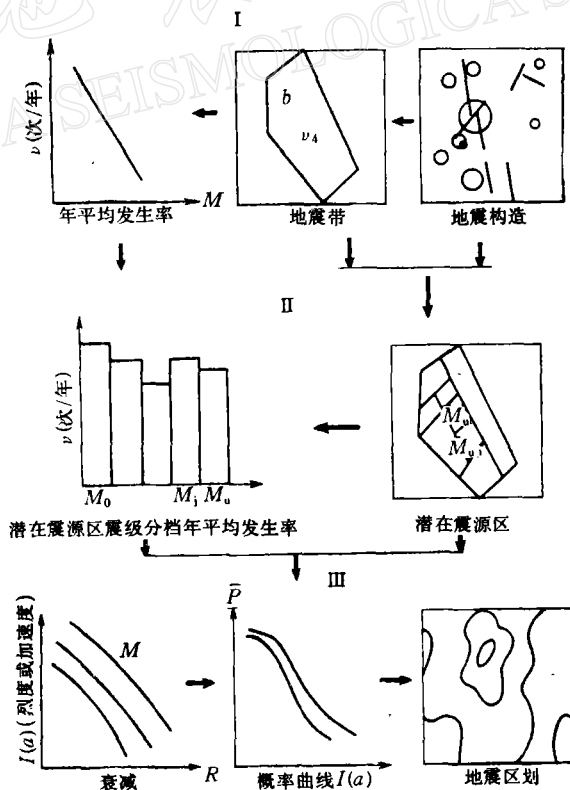 A SEISMOLOGICA S
I
ν(次/年)
M
年平均发生率
b
ν4
地震带
地震构造
II
ν(次/年)
M0
Mj
Mu
潜在震源区震级分档年平均发生率
Mu
Mu
潜在震源区
III
I(a)(烈度或加速度)
M
R
衰减
P̄
概率曲线I(a)
地震区划